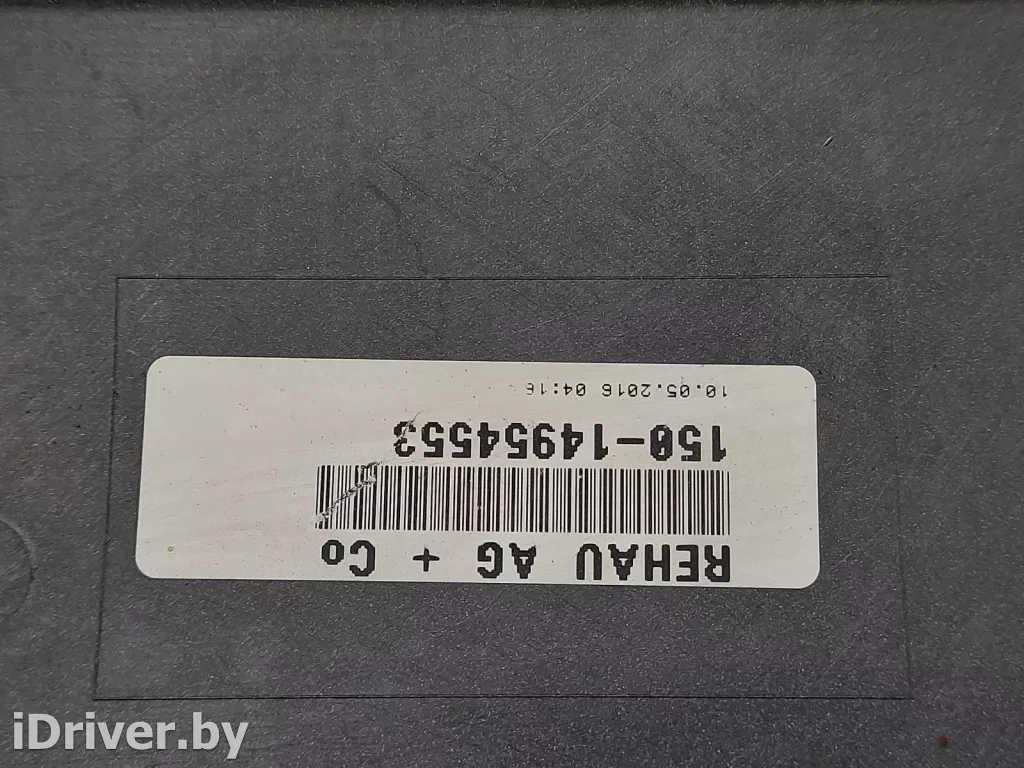 REHAU AG + Co
150-14954553
10.05.2016 04:16
iDriver.by